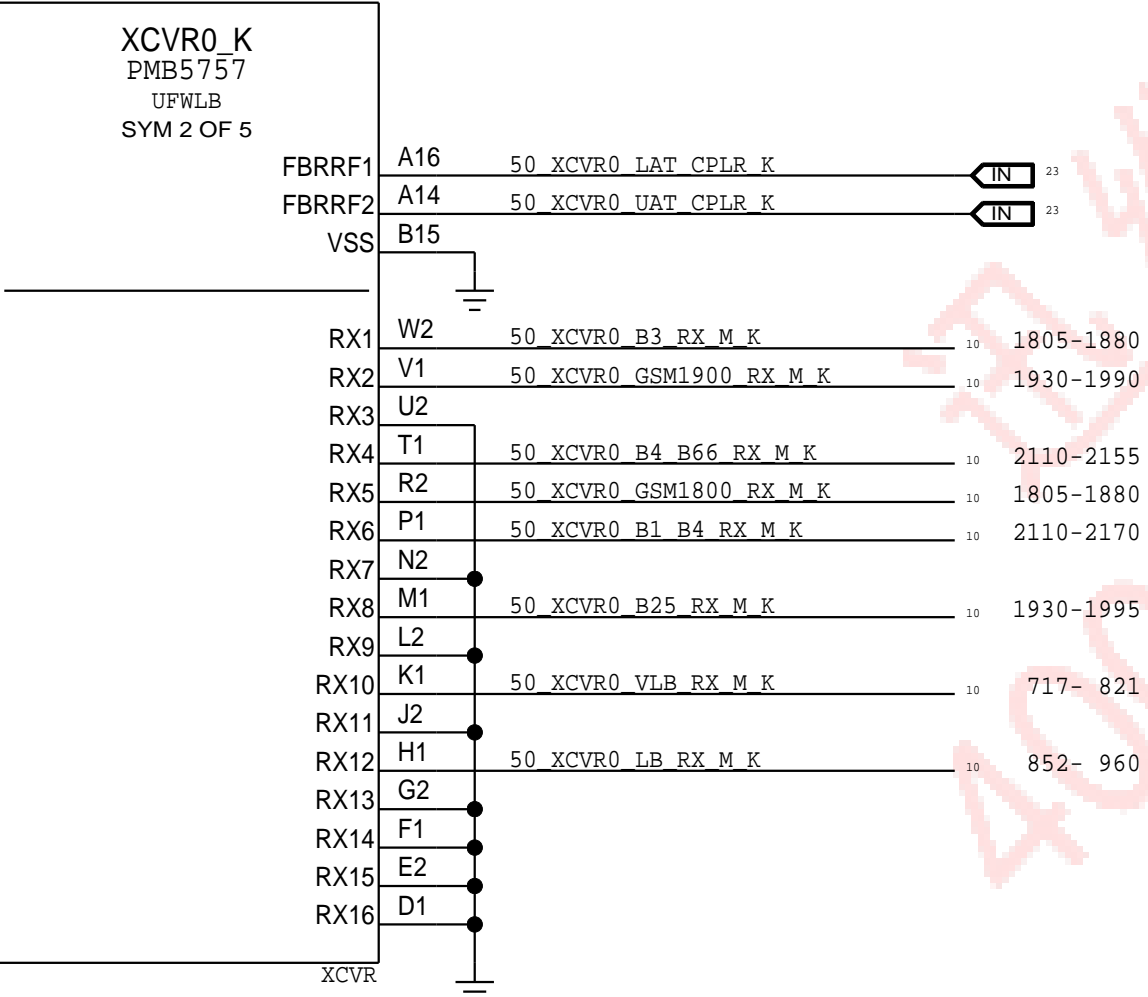 XCVR0_K
PMB5757
UFWLB
SYM 2 OF 5
FBRRF1 A16 50_XCVR0_LAT_CPLR_K IN 23
FBRRF2 A14 50_XCVR0_UAT_CPLR_K IN 23
VSS B15
RX1 W2 50_XCVR0_B3_RX_M_K 10 1805-1880
RX2 V1 50_XCVR0_GSM1900_RX_M_K 10 1930-1990
RX3 U2
RX4 T1 50_XCVR0_B4_B66_RX_M_K 10 2110-2155
RX5 R2 50_XCVR0_GSM1800_RX_M_K 10 1805-1880
RX6 P1 50_XCVR0_B1_B4_RX_M_K 10 2110-2170
RX7 N2
RX8 M1 50_XCVR0_B25_RX_M_K 10 1930-1995
RX9 L2
RX10 K1 50_XCVR0_VLB_RX_M_K 10 717- 821
RX11 J2
RX12 H1 50_XCVR0_LB_RX_M_K 10 852- 960
RX13 G2
RX14 F1
RX15 E2
RX16 D1
XCVR
400